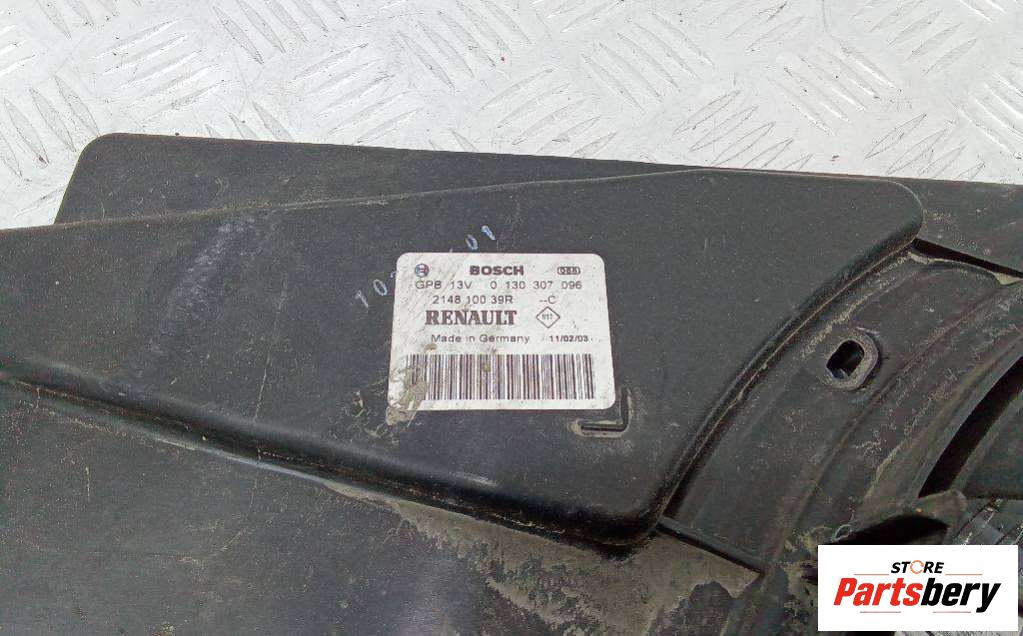 BOSCH
GPB 13V 0 130 307 096
2148 100 39R --C
RENAULT
Made in Germany 11/02/03
STORE
Partsbery